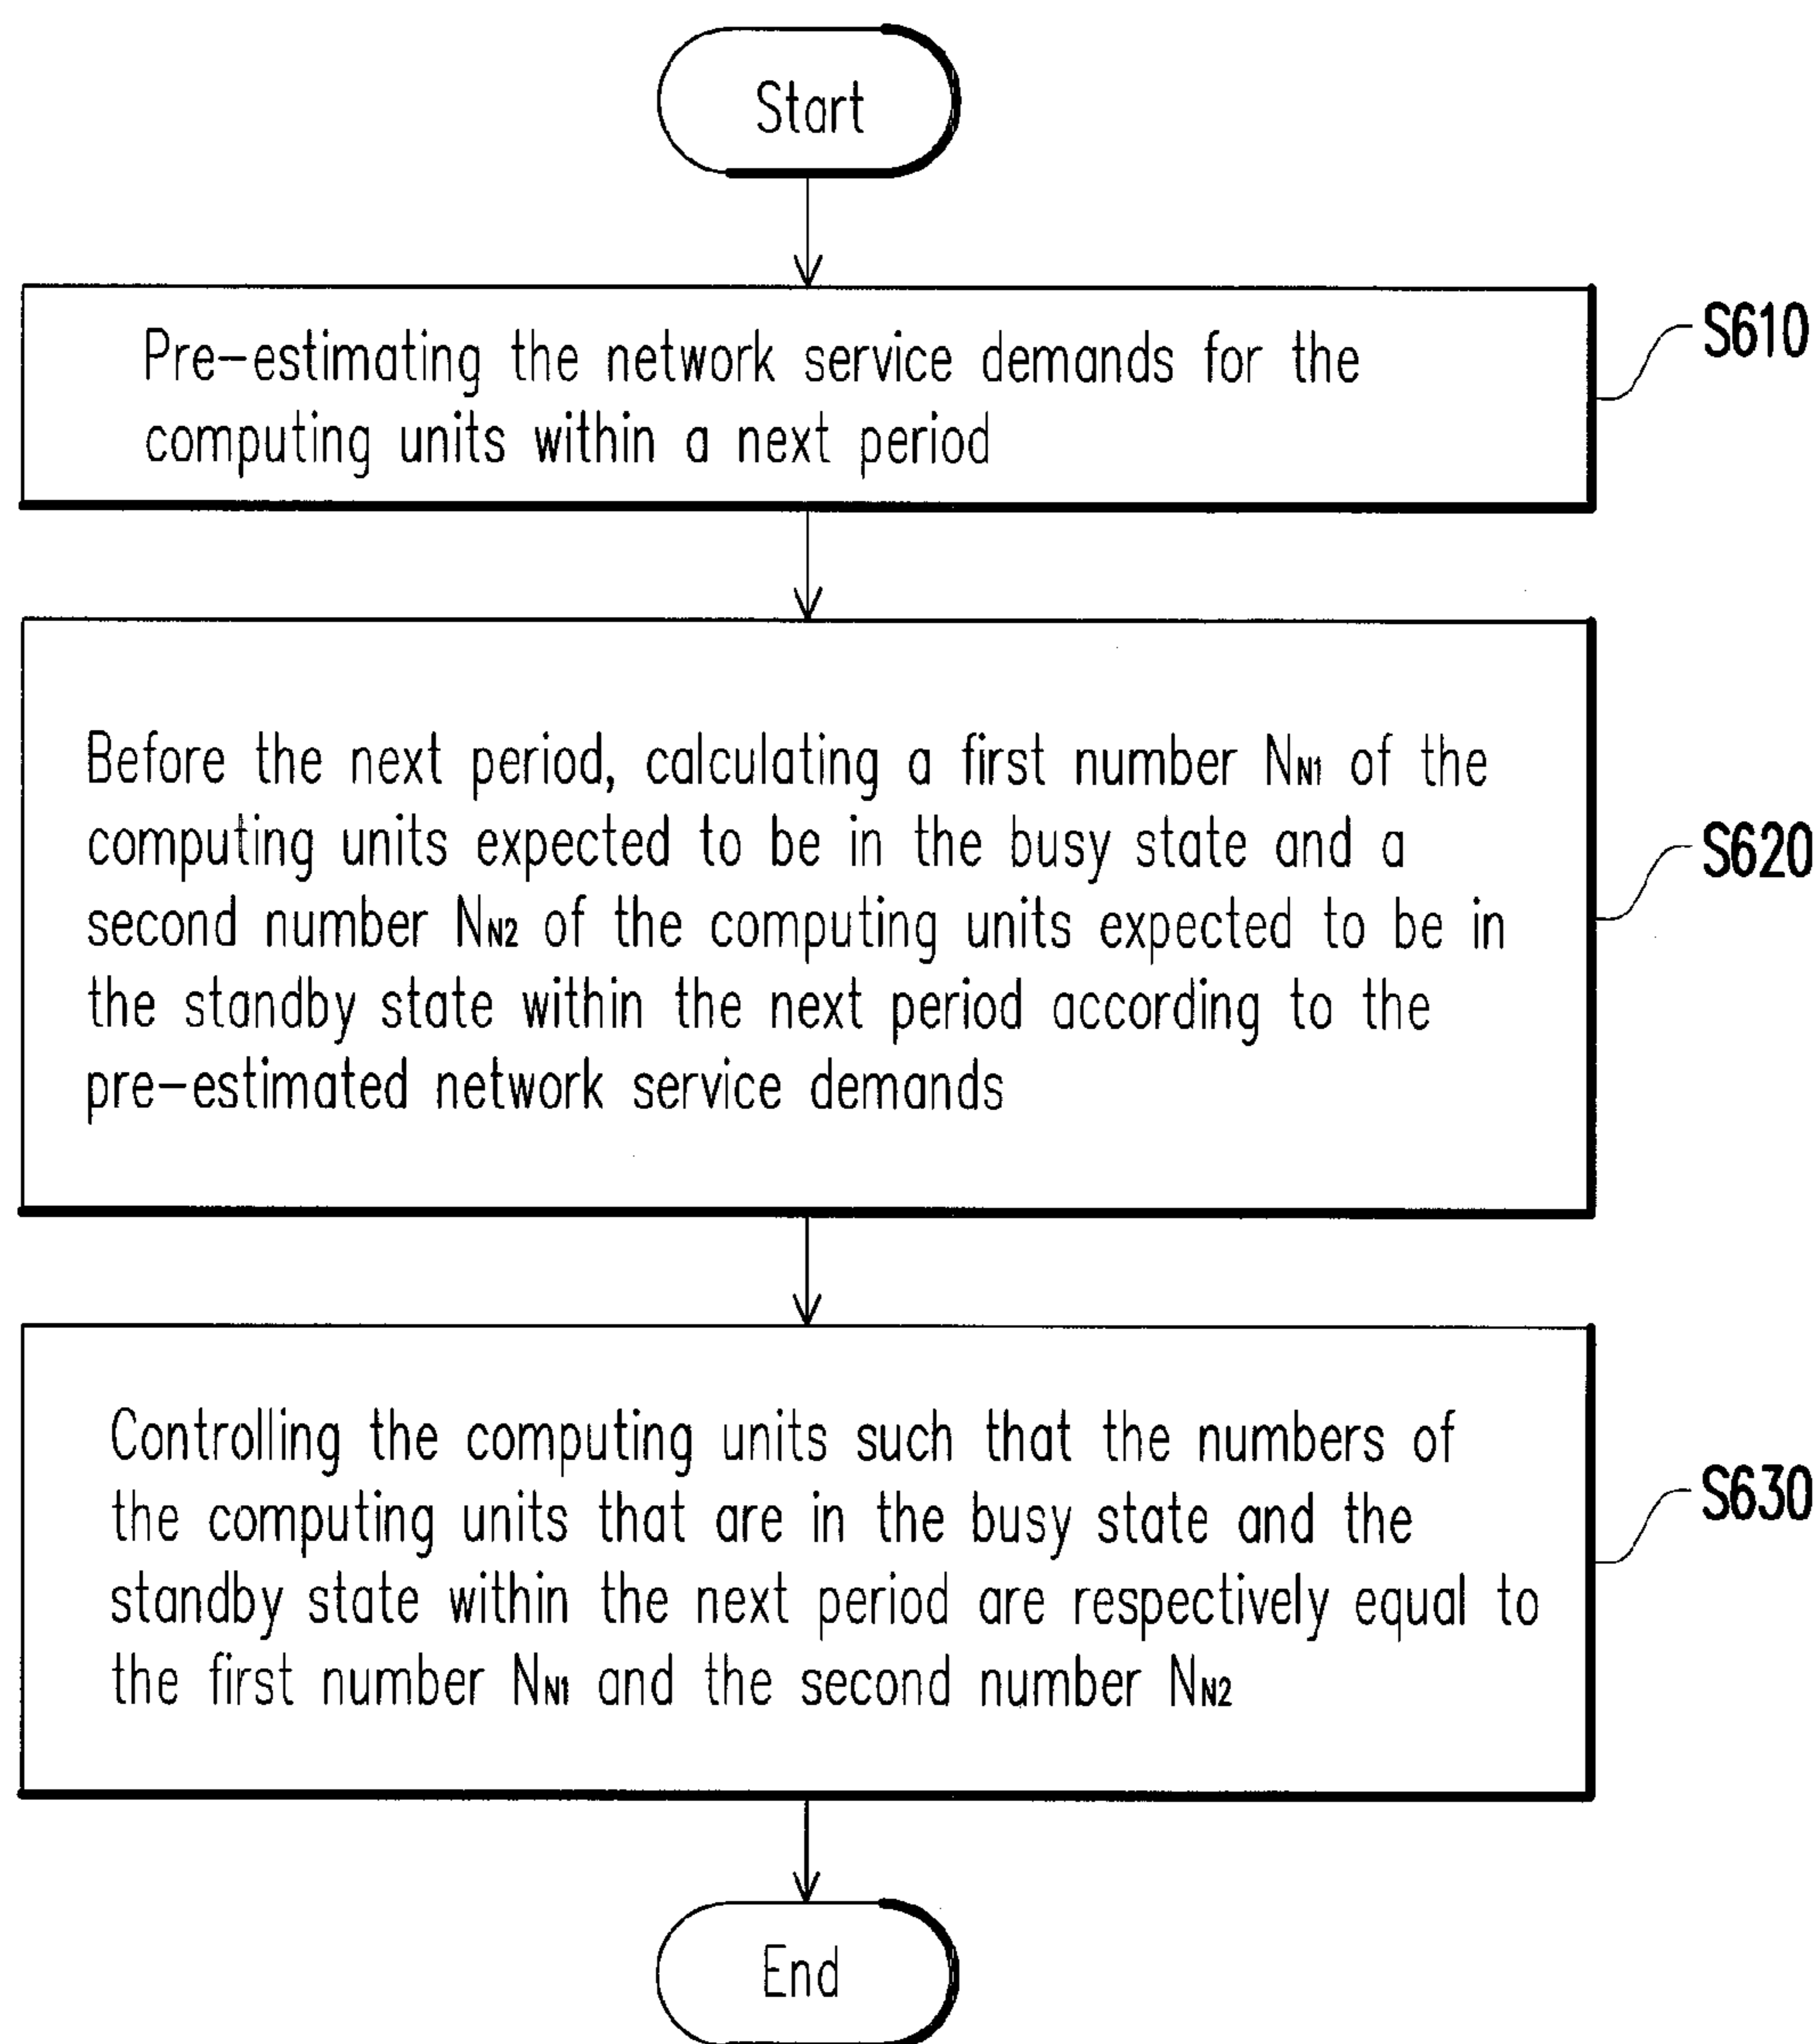 Start
Pre-estimating the network service demands for the
computing units within a next period
S610
Before the next period, calculating a first number NN1 of the
computing units expected to be in the busy state and a
second number NN2 of the computing units expected to be in
the standby state within the next period according to the
pre-estimated network service demands
S620
Controlling the computing units such that the numbers of
the computing units that are in the busy state and the
standby state within the next period are respectively equal to
the first number NN1 and the second number NN2
S630
End